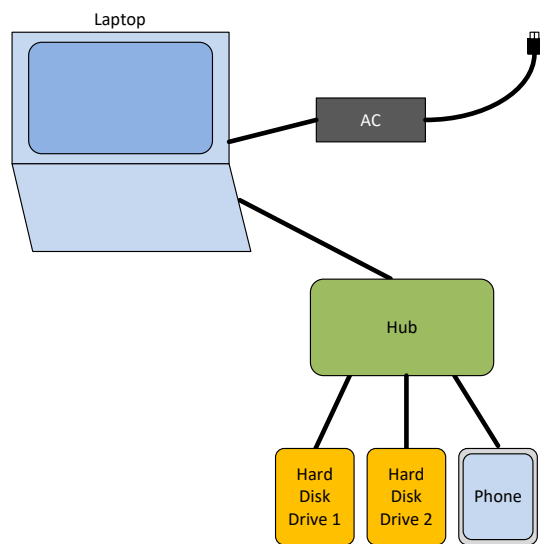 Laptop
AC
Hub
Hard
Disk
Drive 1
Hard
Disk
Drive 2
Phone